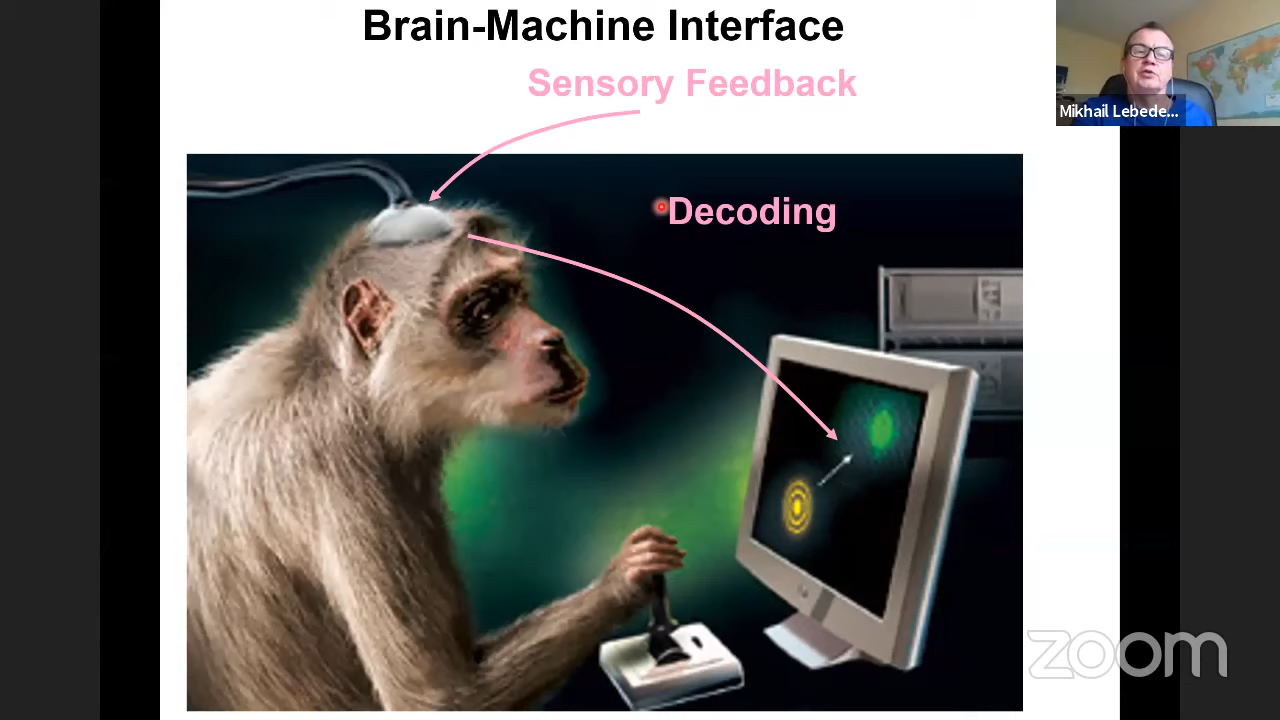 Brain-Machine Interface
Sensory Feedback
Mikhail Lebede...
Decoding
zoom